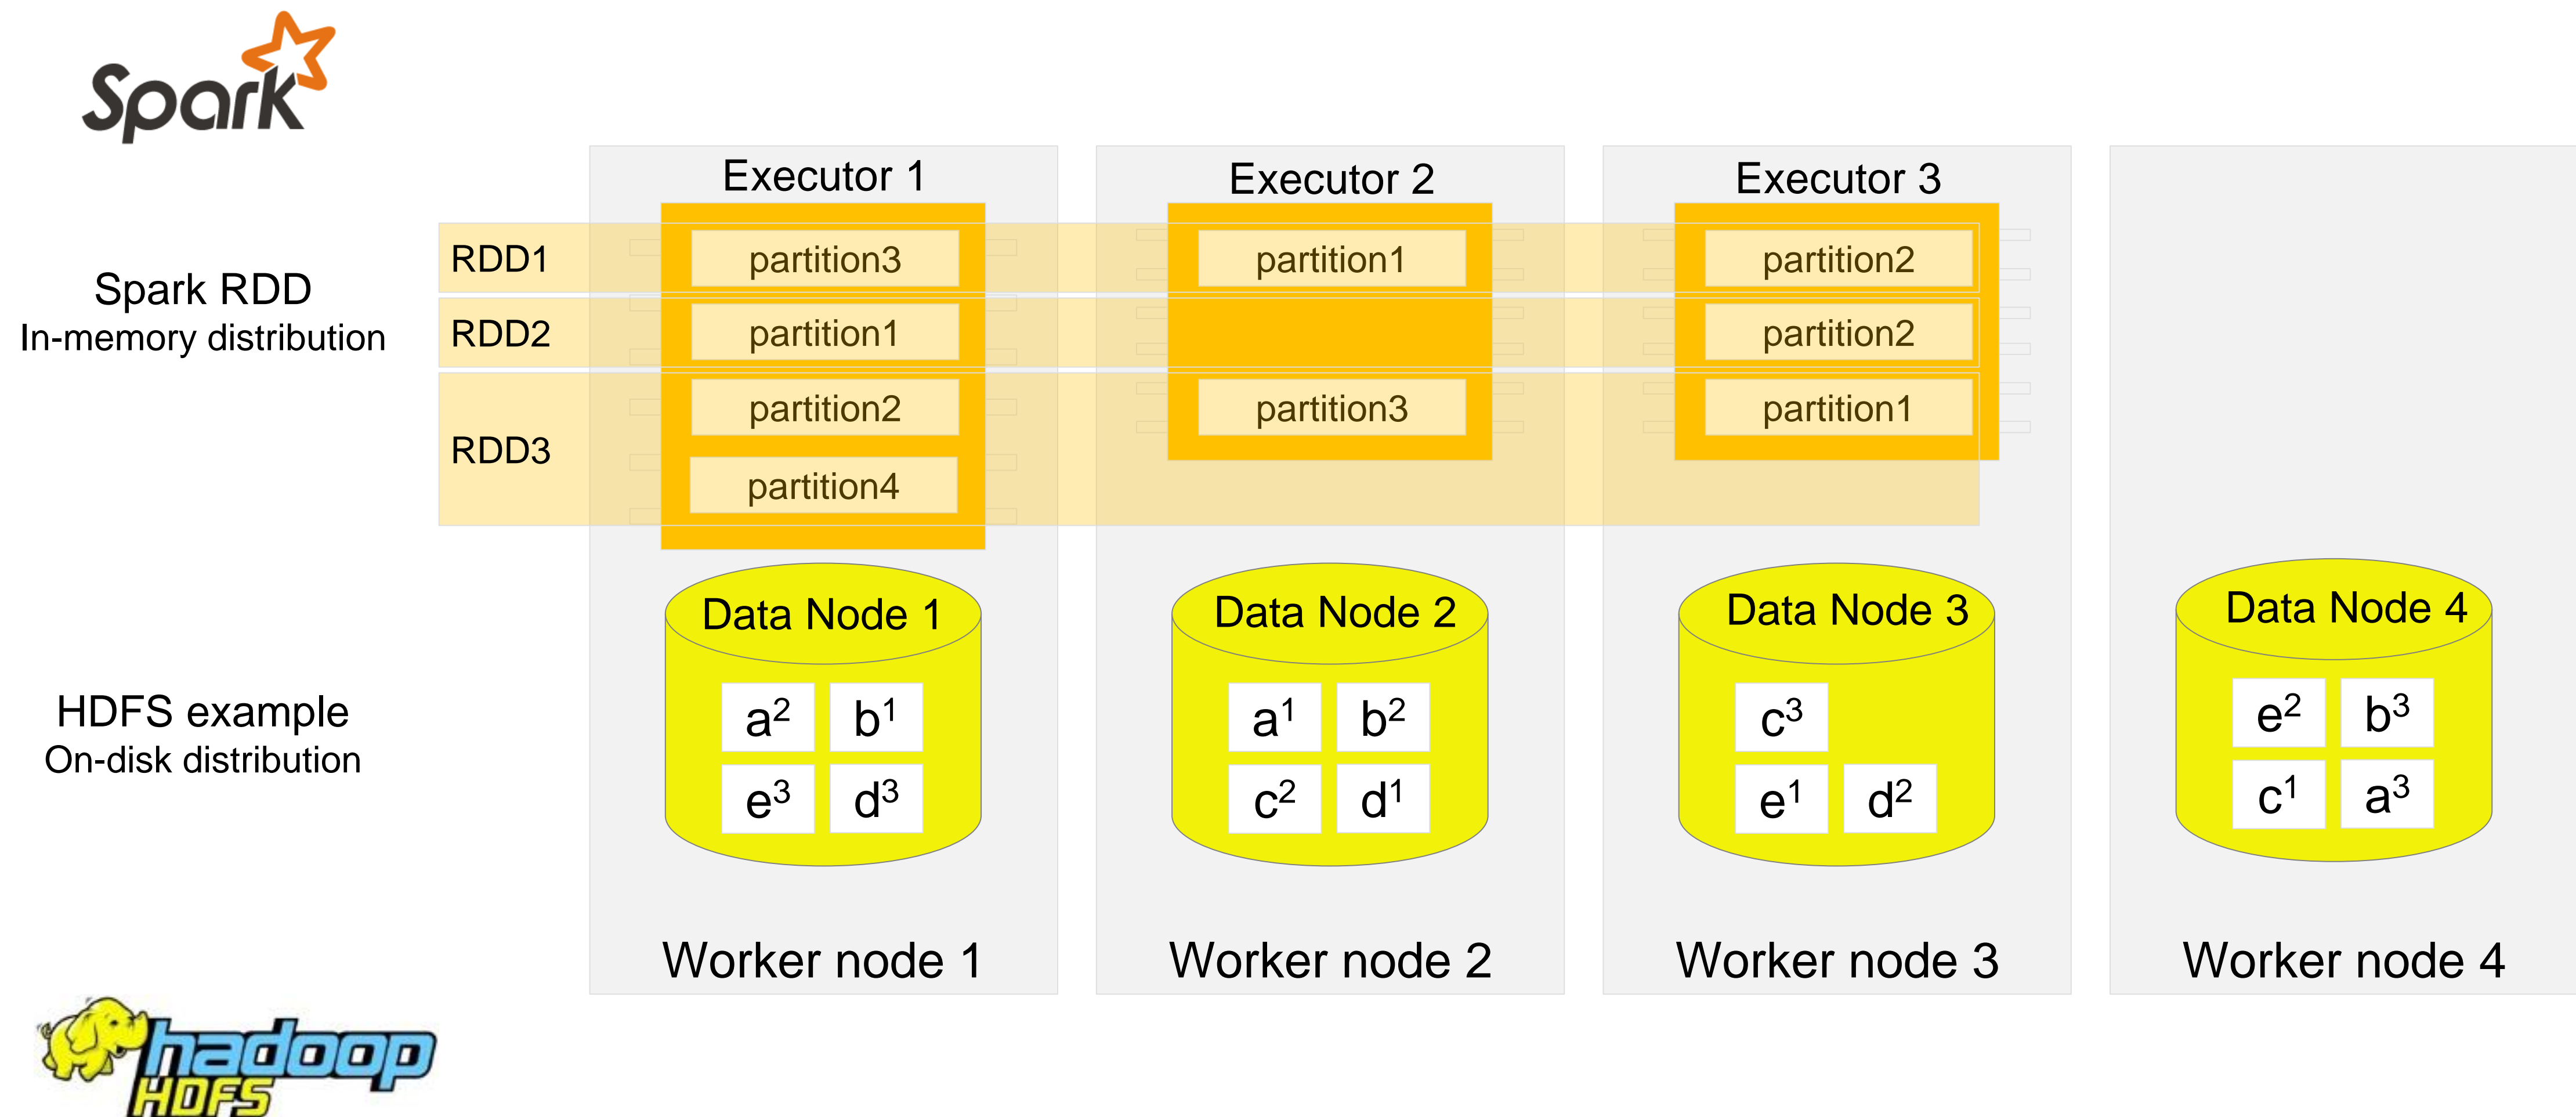 Spark
Executor 1
Executor 2
Executor 3
Spark RDD
In-memory distribution
RDD1
partition3
partition1
partition2
RDD2
partition1
partition2
RDD3
partition2
partition3
partition1
partition4
Data Node 1
Data Node 2
Data Node 3
Data Node 4
HDFS example
On-disk distribution
a² b¹
e³ d³
a¹ b²
c² d¹
c³
e¹ d²
e² b³
c¹ a³
Worker node 1
Worker node 2
Worker node 3
Worker node 4
hadoop
HDFS